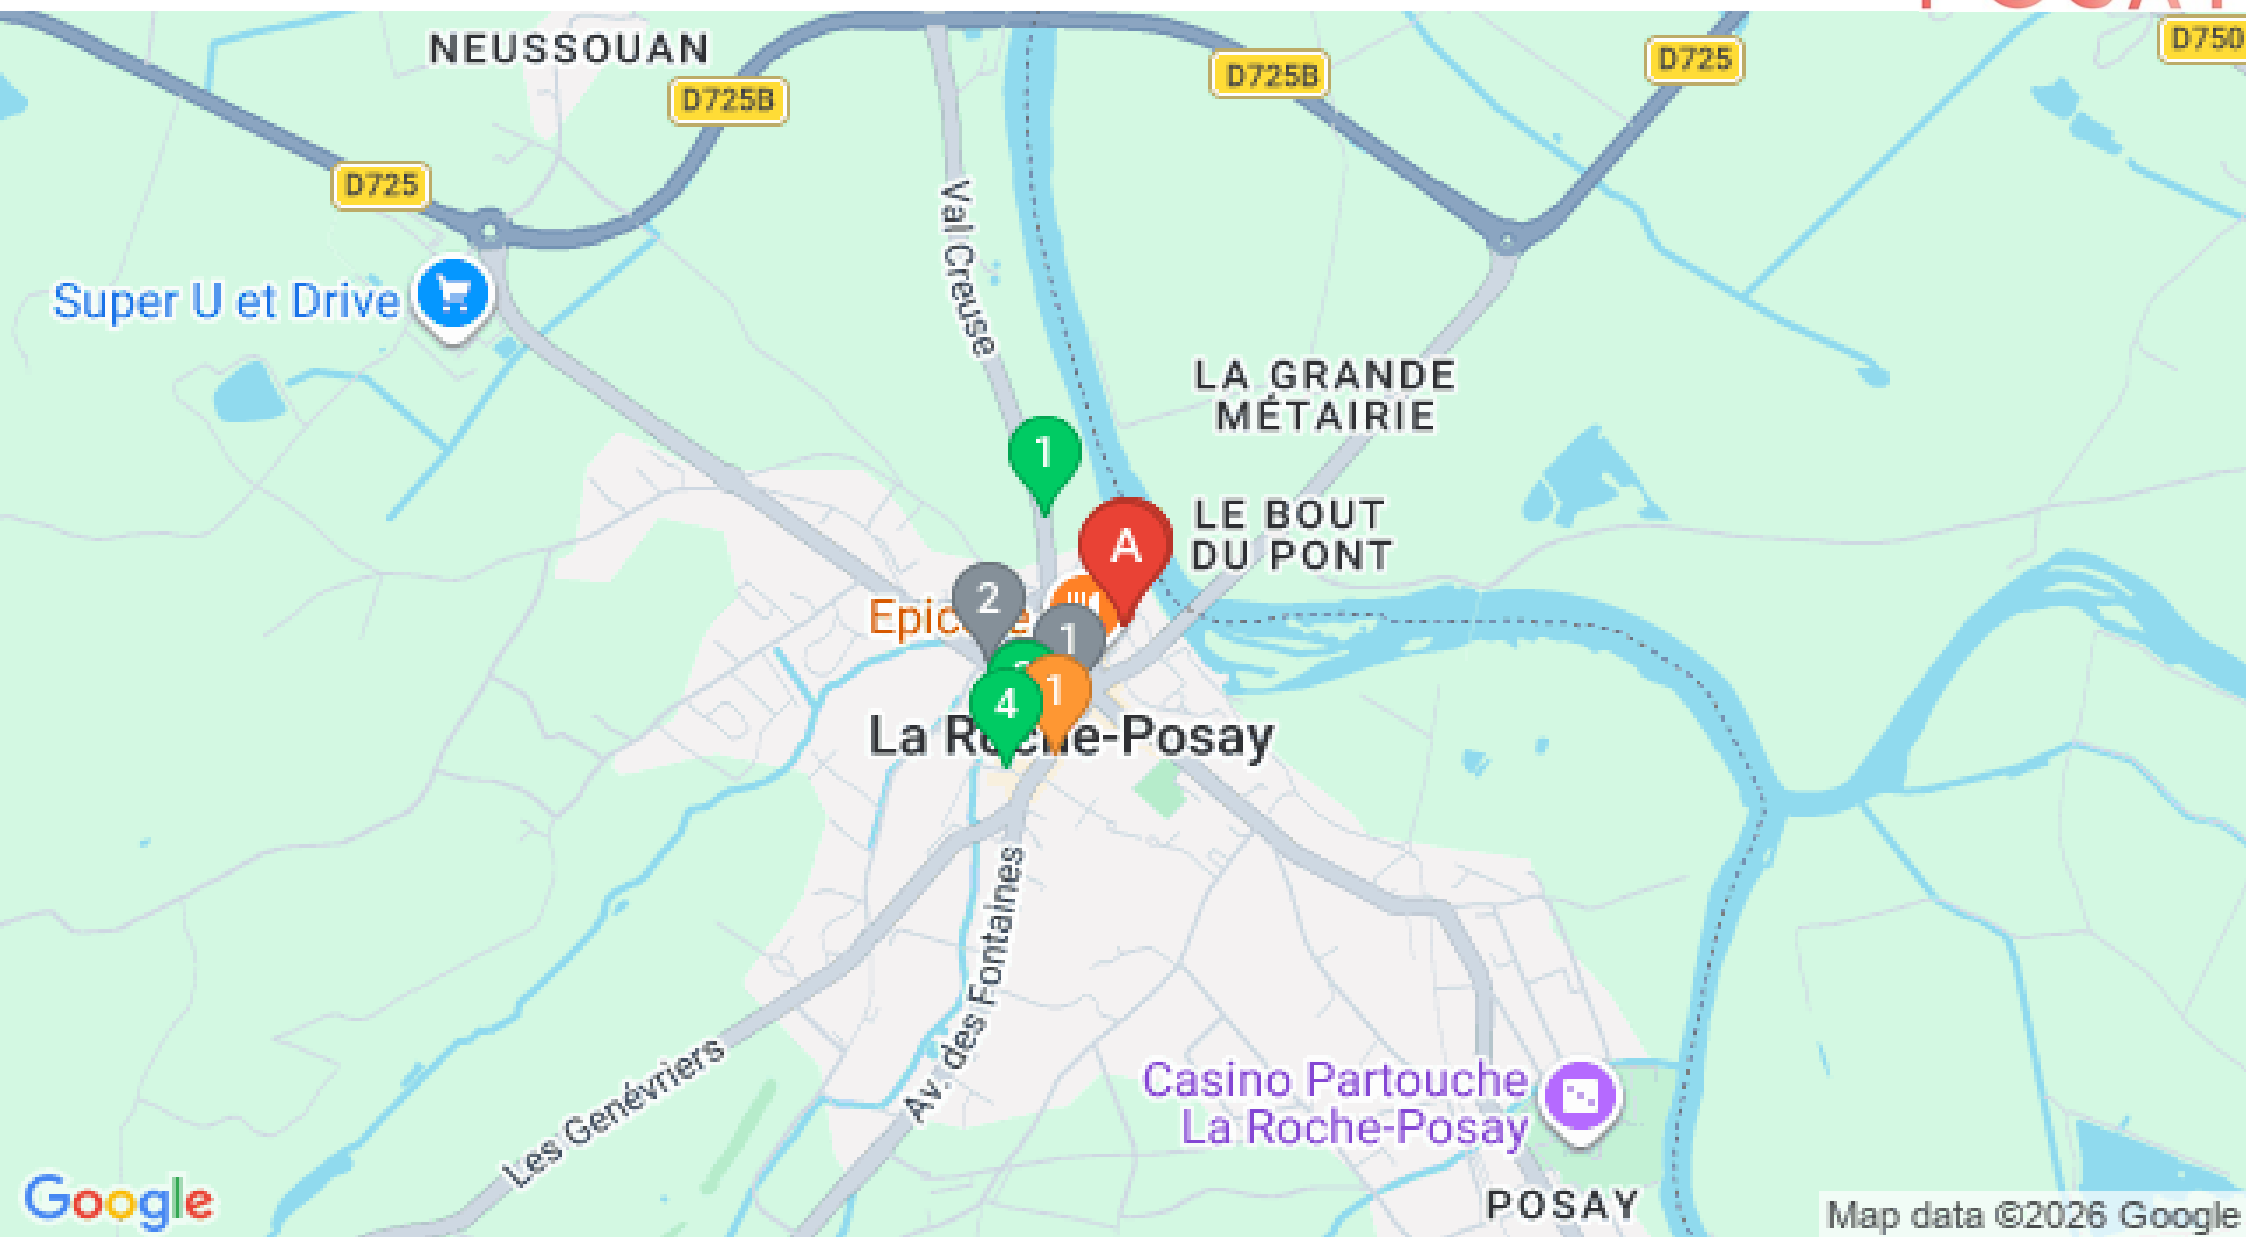 NEUSSOUAN
D725B
D725B
D725
D750
D725
Val Creuse
Super U et Drive
LA GRANDE
MÉTAIRIE
1
LE BOUT
DU PONT
A
2
1
4
1
La Roche-Posay
Av. des Fontaines
Les Genévriers
Casino Partouche
La Roche-Posay
POSAY
Google
Map data ©2026 Google